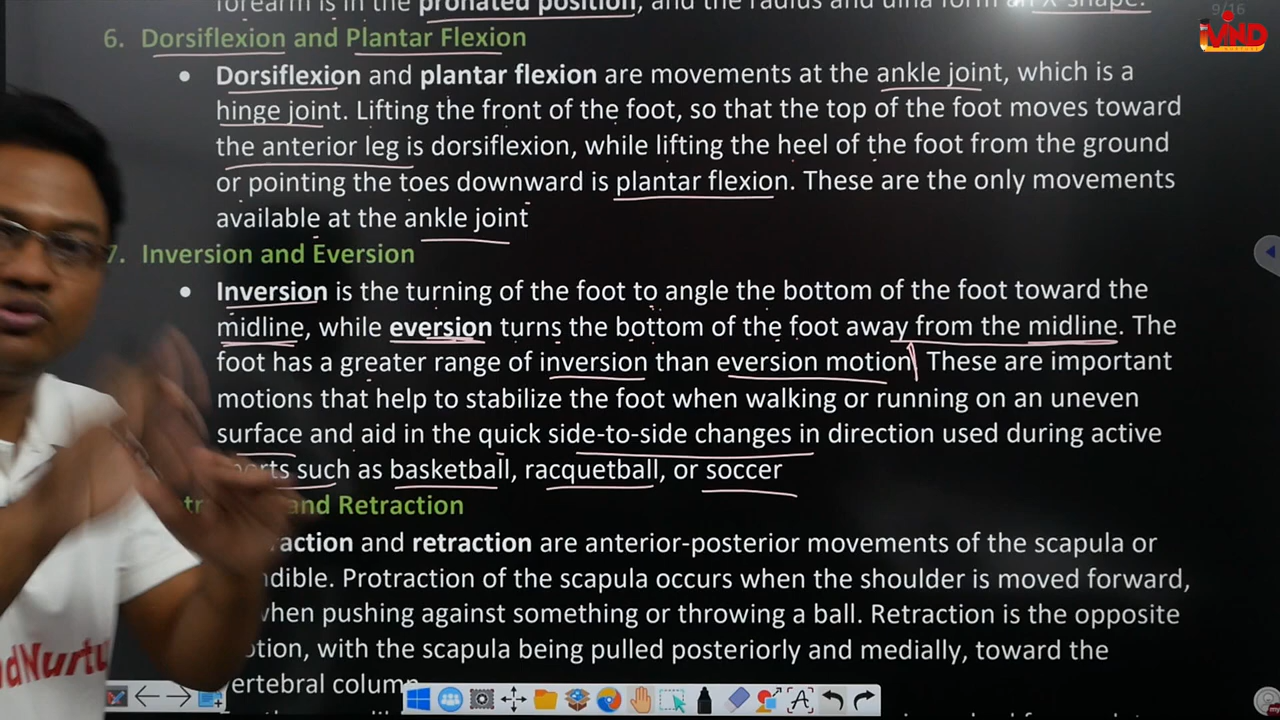 forearm is in the pronated position, and the radius and ulna form an X-shape.
9/16
MND
6. Dorsiflexion and Plantar Flexion
• Dorsiflexion and plantar flexion are movements at the ankle joint, which is a
hinge joint. Lifting the front of the foot, so that the top of the foot moves toward
the anterior leg is dorsiflexion, while lifting the heel of the foot from the ground
or pointing the toes downward is plantar flexion. These are the only movements
available at the ankle joint
7. Inversion and Eversion
• Inversion is the turning of the foot to angle the bottom of the foot toward the
midline, while eversion turns the bottom of the foot away from the midline. The
foot has a greater range of inversion than eversion motion These are important
motions that help to stabilize the foot when walking or running on an uneven
surface and aid in the quick side-to-side changes in direction used during active
such as basketball, racquetball, or soccer
and Retraction
and retraction are anterior-posterior movements of the scapula or
Protraction of the scapula occurs when the shoulder is moved forward,
when pushing against something or throwing a ball. Retraction is the opposite
with the scapula being pulled posteriorly and medially, toward the